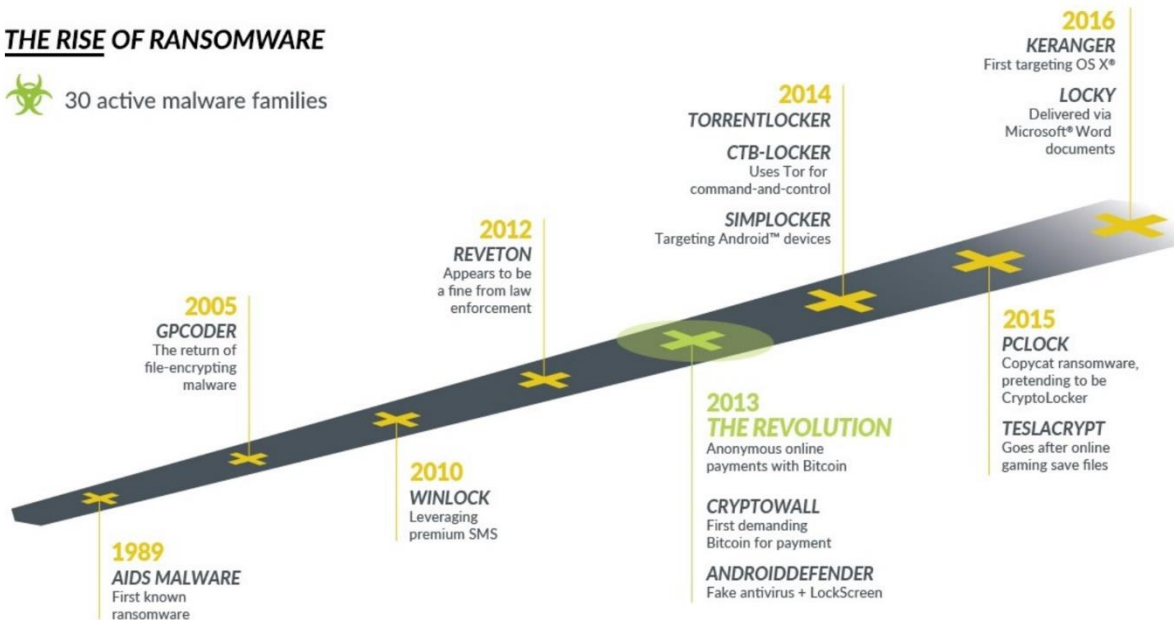 THE RISE OF RANSOMWARE
30 active malware families
1989
AIDS MALWARE
First known
ransomware
2005
GPCODER
The return of
file-encrypting
malware
2010
WINLOCK
Leveraging
premium SMS
2012
REVETON
Appears to be
a fine from law
enforcement
2013
THE REVOLUTION
Anonymous online
payments with Bitcoin
CRYPTOWALL
First demanding
Bitcoin for payment
ANDROIDDEFENDER
Fake antivirus + LockScreen
2014
TORRENTLOCKER
CTB-LOCKER
Uses Tor for
command-and-control
SIMPLOCKER
Targeting Android™ devices
2015
PCLOCK
Copycat ransomware,
pretending to be
CryptoLocker
TESLACRYPT
Goes after online
gaming save files
2016
KERANGER
First targeting OS X®
LOCKY
Delivered via
Microsoft® Word
documents